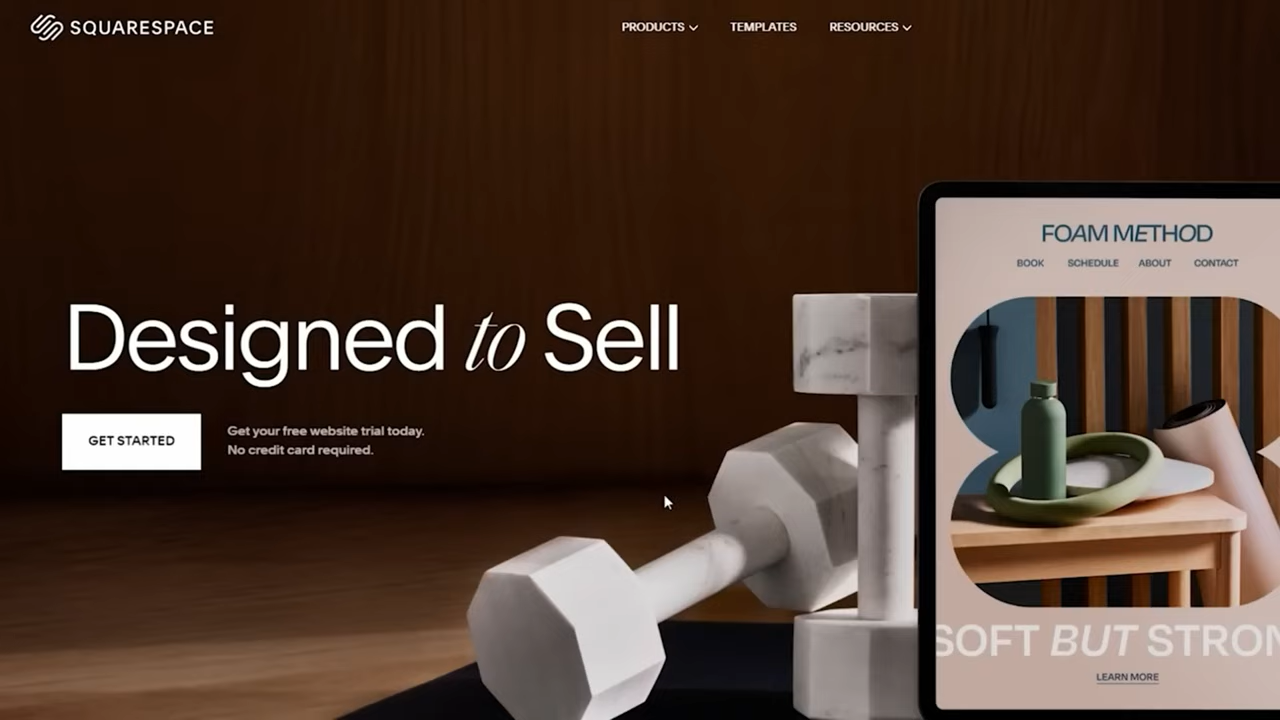 SQUARESPACE
PRODUCTS
TEMPLATES
RESOURCES
Designed to Sell
GET STARTED
Get your free website trial today.
No credit card required.
FOAM METHOD
BOOK SCHEDULE ABOUT CONTACT
SOFT BUT STRON
LEARN MORE